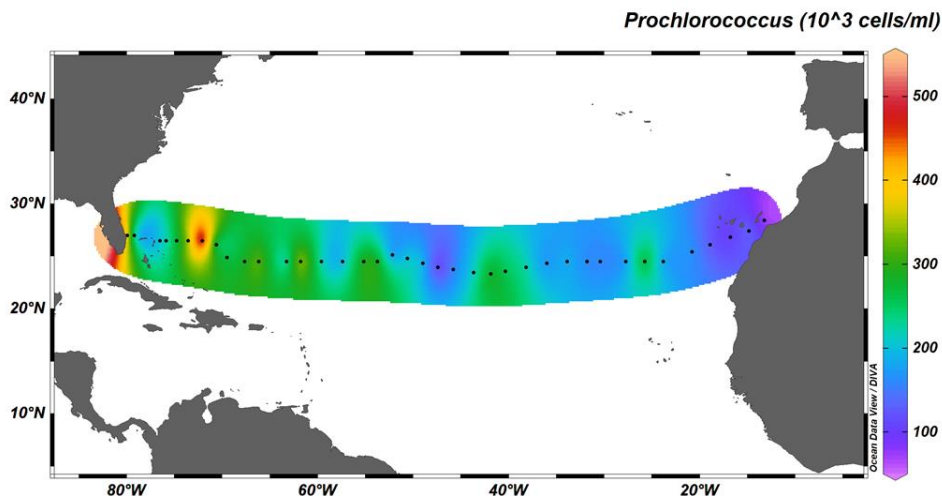 Prochlorococcus (10^3 cells/ml)
40°N
30°N
20°N
10°N
80°W
60°W
40°W
20°W
500
400
300
200
100
Ocean Data View / DIVA